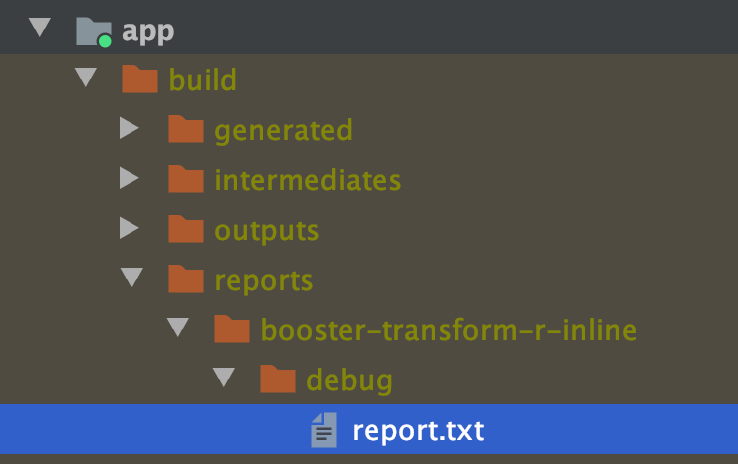 app
build
generated
intermediates
outputs
reports
booster-transform-r-inline
debug
report.txt